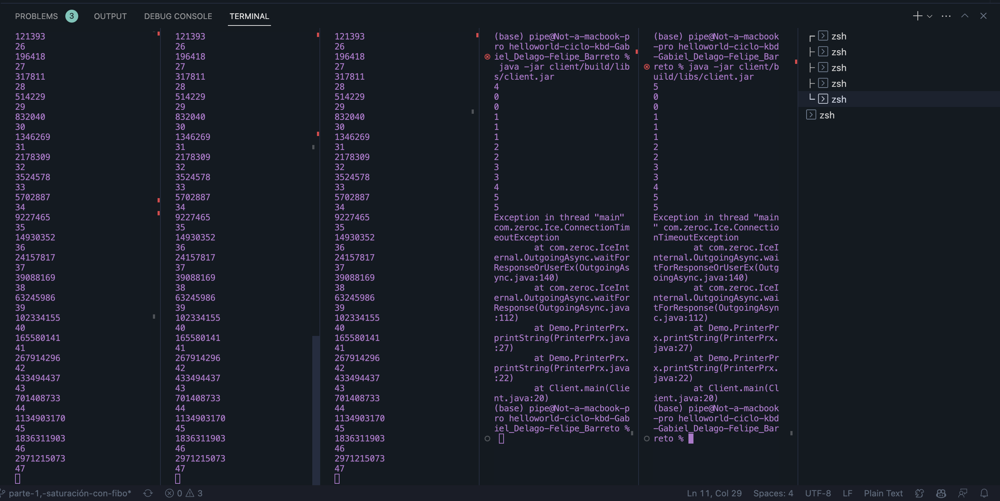 PROBLEMS 3 OUTPUT DEBUG CONSOLE TERMINAL
121393
26
196418
27
317811
28
514229
29
832040
30
1346269
31
2178309
32
3524578
33
5702887
34
9227465
35
14930352
36
24157817
37
39088169
38
63245986
39
102334155
40
165580141
41
267914296
42
433494437
43
701408733
44
1134903170
45
1836311903
46
2971215073
47
121393
26
196418
27
317811
28
514229
29
832040
30
1346269
31
2178309
32
3524578
33
5702887
34
9227465
35
14930352
36
24157817
37
39088169
38
63245986
39
102334155
40
165580141
41
267914296
42
433494437
43
701408733
44
1134903170
45
1836311903
46
2971215073
47
121393
26
196418
27
317811
28
514229
29
832040
30
1346269
31
2178309
32
3524578
33
5702887
34
9227465
35
14930352
36
24157817
37
39088169
38
63245986
39
102334155
40
165580141
41
267914296
42
433494437
43
701408733
44
1134903170
45
1836311903
46
2971215073
47
(base) pipe@Not-a-macbook-p
ro helloworld-ciclo-kbd-Gab
iel_Delago-Felipe_Barreto %
java -jar client/build/lib
s/client.jar
4
0
0
1
1
1
2
2
3
3
4
5
5
Exception in thread "main"
com.zeroc.Ice.ConnectionTim
eoutException
at com.zeroc.IceInt
ernal.OutgoingAsync.waitFor
ResponseOrUserEx(OutgoingAs
ync.java:140)
at com.zeroc.IceInt
ernal.OutgoingAsync.waitFor
Response(OutgoingAsync.java
:112)
at Demo.PrinterPrx.
printString(PrinterPrx.java
:27)
at Demo.PrinterPrx.
printString(PrinterPrx.java
:22)
at Client.main(Clie
nt.java:20)
(base) pipe@Not-a-macbook-p
ro helloworld-ciclo-kbd-Gab
iel_Delago-Felipe_Barreto %
(base) pipe@Not-a-macbook
-pro helloworld-ciclo-kbd
-Gabiel_Delago-Felipe_Bar
reto % java -jar client/b
uild/libs/client.jar
5
0
0
1
1
1
2
2
3
3
4
5
5
Exception in thread "main
" com.zeroc.Ice.Connectio
nTimeoutException
at com.zeroc.IceI
nternal.OutgoingAsync.wai
tForResponseOrUserEx(Outg
oingAsync.java:140)
at com.zeroc.IceI
nternal.OutgoingAsync.wai
tForResponse(OutgoingAsyn
c.java:112)
at Demo.PrinterPr
x.printString(PrinterPrx.
java:27)
at Demo.PrinterPr
x.printString(PrinterPrx.
java:22)
at Client.main(Cl
ient.java:20)
(base) pipe@Not-a-macbook
-pro helloworld-ciclo-kbd
-Gabiel_Delago-Felipe_Bar
reto %
zsh
zsh
zsh
zsh
zsh
zsh
parte-1,-saturación-con-fibo* 0 3 Ln 11, Col 29 Spaces: 4 UTF-8 LF Plain Text